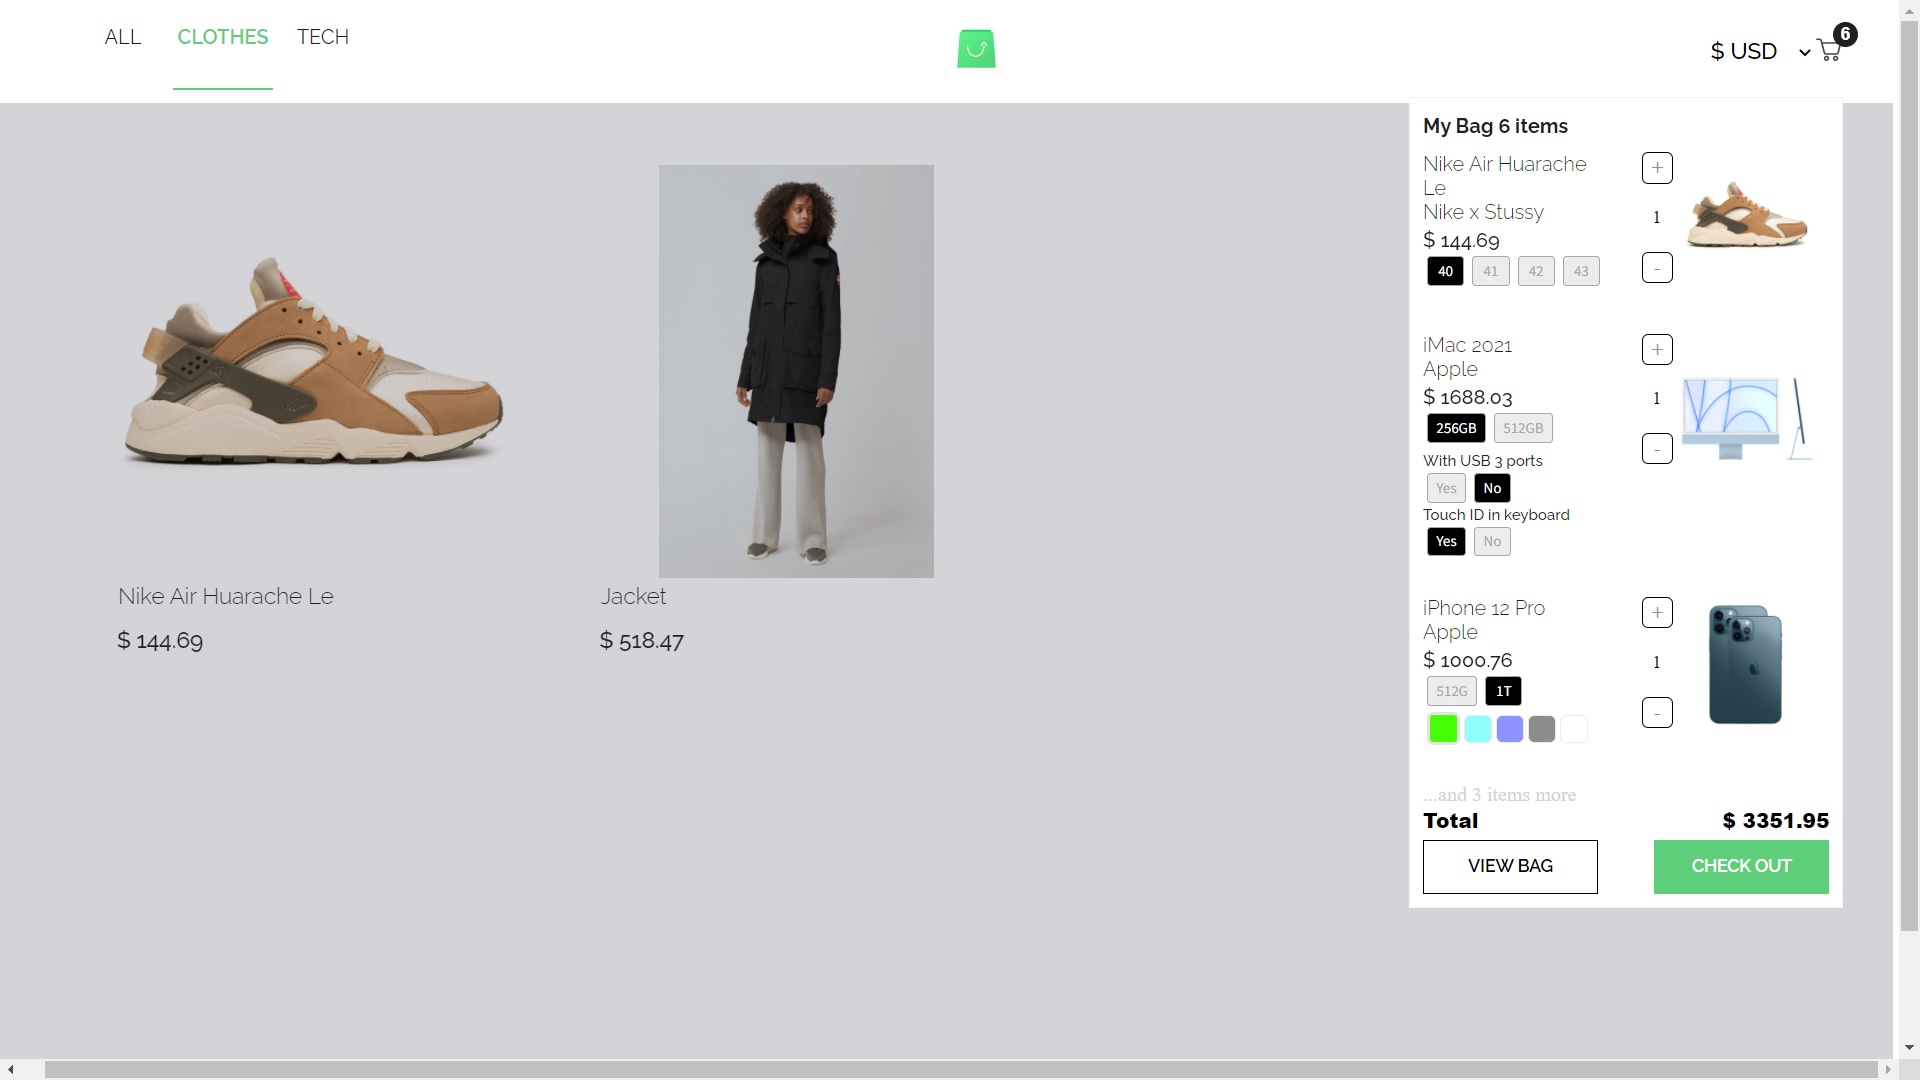 ALL CLOTHES TECH
$ USD
6
My Bag 6 items
Nike Air Huarache
Le
Nike x Stussy
$ 144.69
40 41 42 43
+
1
-
iMac 2021
Apple
$ 1688.03
256GB 512GB
With USB 3 ports
Yes No
Touch ID in keyboard
Yes No
+
1
-
iPhone 12 Pro
Apple
$ 1000.76
512G 1T
+
1
-
...and 3 items more
Total $ 3351.95
VIEW BAG CHECK OUT
Nike Air Huarache Le
$ 144.69
Jacket
$ 518.47